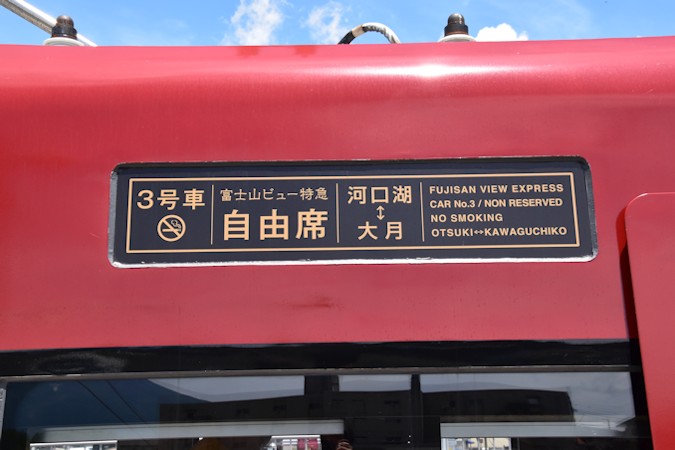 3号車
富士山ビュー特急
自由席
河口湖
↕
大月
FUJISAN VIEW EXPRESS
CAR No.3 / NON RESERVED
NO SMOKING
OTSUKI↔KAWAGUCHIKO